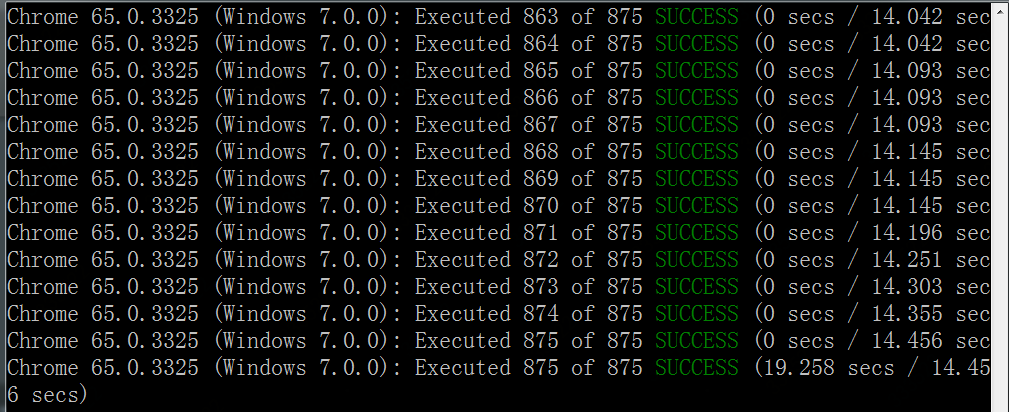 Chrome 65.0.3325 (Windows 7.0.0): Executed 863 of 875 SUCCESS (0 secs / 14.042 sec
Chrome 65.0.3325 (Windows 7.0.0): Executed 864 of 875 SUCCESS (0 secs / 14.042 sec
Chrome 65.0.3325 (Windows 7.0.0): Executed 865 of 875 SUCCESS (0 secs / 14.093 sec
Chrome 65.0.3325 (Windows 7.0.0): Executed 866 of 875 SUCCESS (0 secs / 14.093 sec
Chrome 65.0.3325 (Windows 7.0.0): Executed 867 of 875 SUCCESS (0 secs / 14.093 sec
Chrome 65.0.3325 (Windows 7.0.0): Executed 868 of 875 SUCCESS (0 secs / 14.145 sec
Chrome 65.0.3325 (Windows 7.0.0): Executed 869 of 875 SUCCESS (0 secs / 14.145 sec
Chrome 65.0.3325 (Windows 7.0.0): Executed 870 of 875 SUCCESS (0 secs / 14.145 sec
Chrome 65.0.3325 (Windows 7.0.0): Executed 871 of 875 SUCCESS (0 secs / 14.196 sec
Chrome 65.0.3325 (Windows 7.0.0): Executed 872 of 875 SUCCESS (0 secs / 14.251 sec
Chrome 65.0.3325 (Windows 7.0.0): Executed 873 of 875 SUCCESS (0 secs / 14.303 sec
Chrome 65.0.3325 (Windows 7.0.0): Executed 874 of 875 SUCCESS (0 secs / 14.355 sec
Chrome 65.0.3325 (Windows 7.0.0): Executed 875 of 875 SUCCESS (0 secs / 14.456 sec
Chrome 65.0.3325 (Windows 7.0.0): Executed 875 of 875 SUCCESS (19.258 secs / 14.45
6 secs)